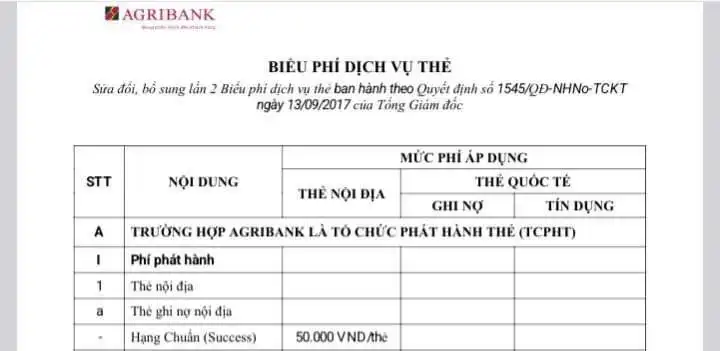 AGRIBANK
BIỂU PHÍ DỊCH VỤ THẺ
Sửa đổi, bổ sung lần 2 Biểu phí dịch vụ thẻ ban hành theo Quyết định số 1545/QĐ-NHNo-TCKT
ngày 13/09/2017 của Tổng Giám đốc
STT NỘI DUNG MỨC PHÍ ÁP DỤNG
THẺ NỘI ĐỊA THẺ QUỐC TẾ
GHI NỢ TÍN DỤNG
A TRƯỜNG HỢP AGRIBANK LÀ TỔ CHỨC PHÁT HÀNH THẺ (TCPHT)
I Phí phát hành
1 Thẻ nội địa
a Thẻ ghi nợ nội địa
- Hạng Chuẩn (Success) 50.000 VND/thẻ